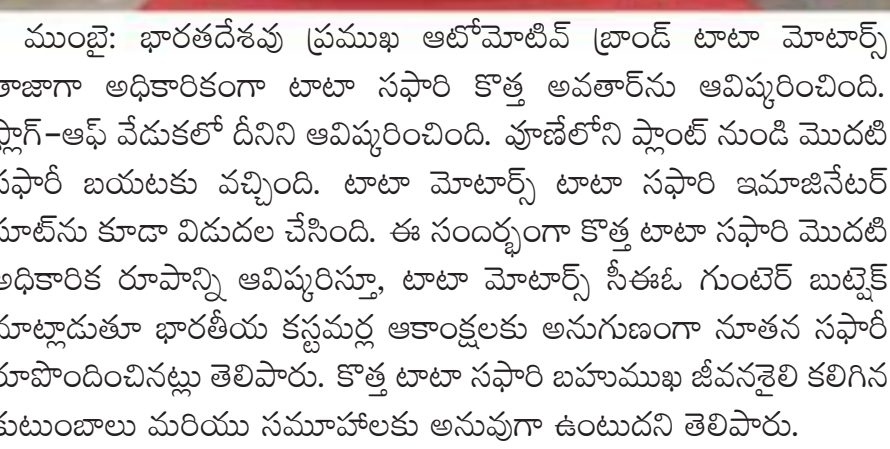 ముంబై: భారతదేశవు ప్రముఖ ఆటోమోటివ్ బ్రాండ్ టాటా మోటార్స్
తాజాగా అధికారికంగా టాటా సఫారి కొత్త అవతార్‌ను ఆవిష్కరించింది.
ఫ్లాగ్-ఆఫ్ వేడుకలో దీనిని ఆవిష్కరించింది. పూణేలోని ప్లాంట్ నుండి మొదటి
సఫారీ బయటకు వచ్చింది. టాటా మోటార్స్ టాటా సఫారి ఇమాజినేటర్
సూట్‌ను కూడా విడుదల చేసింది. ఈ సందర్భంగా కొత్త టాటా సఫారి మొదటి
అధికారిక రూపాన్ని ఆవిష్కరిస్తూ, టాటా మోటార్స్ సీఈఓ గుంటెర్ బుట్షెక్
మాట్లాడుతూ భారతీయ కస్టమర్ల ఆకాంక్షలకు అనుగుణంగా నూతన సఫారీ
రూపొందించినట్లు తెలిపారు. కొత్త టాటా సఫారి బహుముఖ జీవనశైలి కలిగిన
కుటుంబాలు మరియు సమూహాలకు అనువుగా ఉంటుదని తెలిపారు.